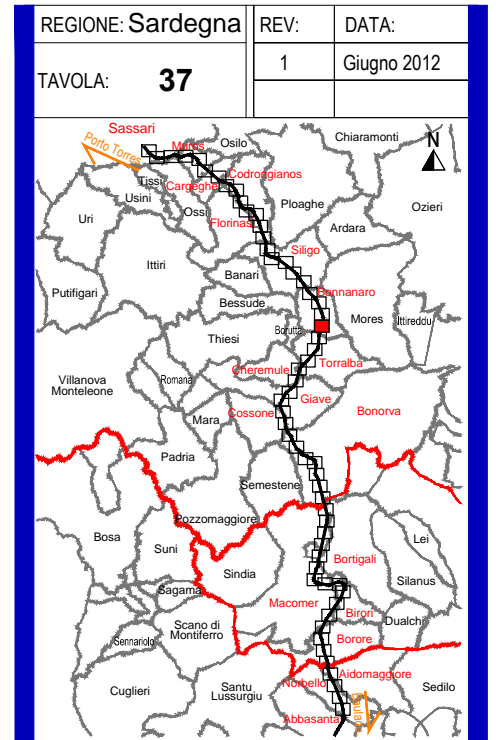 REGIONE: Sardegna
REV:
DATA:
TAVOLA: 37
1
Giugno 2012
Sassari
Porto Torres
Muros
Osilo
Chiaramonti
N
Tissi
Cargeghe
Codrongianos
Usini
Ossi
Ploaghe
Ozieri
Uri
Florinas
Ardara
Siligo
Ittiri
Banari
Bonnanaro
Putifigari
Bessude
Mores
Ittireddu
Borutta
Thiesi
Torralba
Cheremule
Villanova
Monteleone
Romana
Giave
Cossone
Bonorva
Mara
Padria
Semestene
Pozzomaggiore
Bosa
Lei
Suni
Bortigali
Sindia
Silanus
Sagama
Macomer
Birori
Dualchi
Scano di
Montiferro
Sennariolo
Borore
Aidomaggiore
Norbello
Sedilo
Cuglieri
Santu
Lussurgiu
Abbasanta